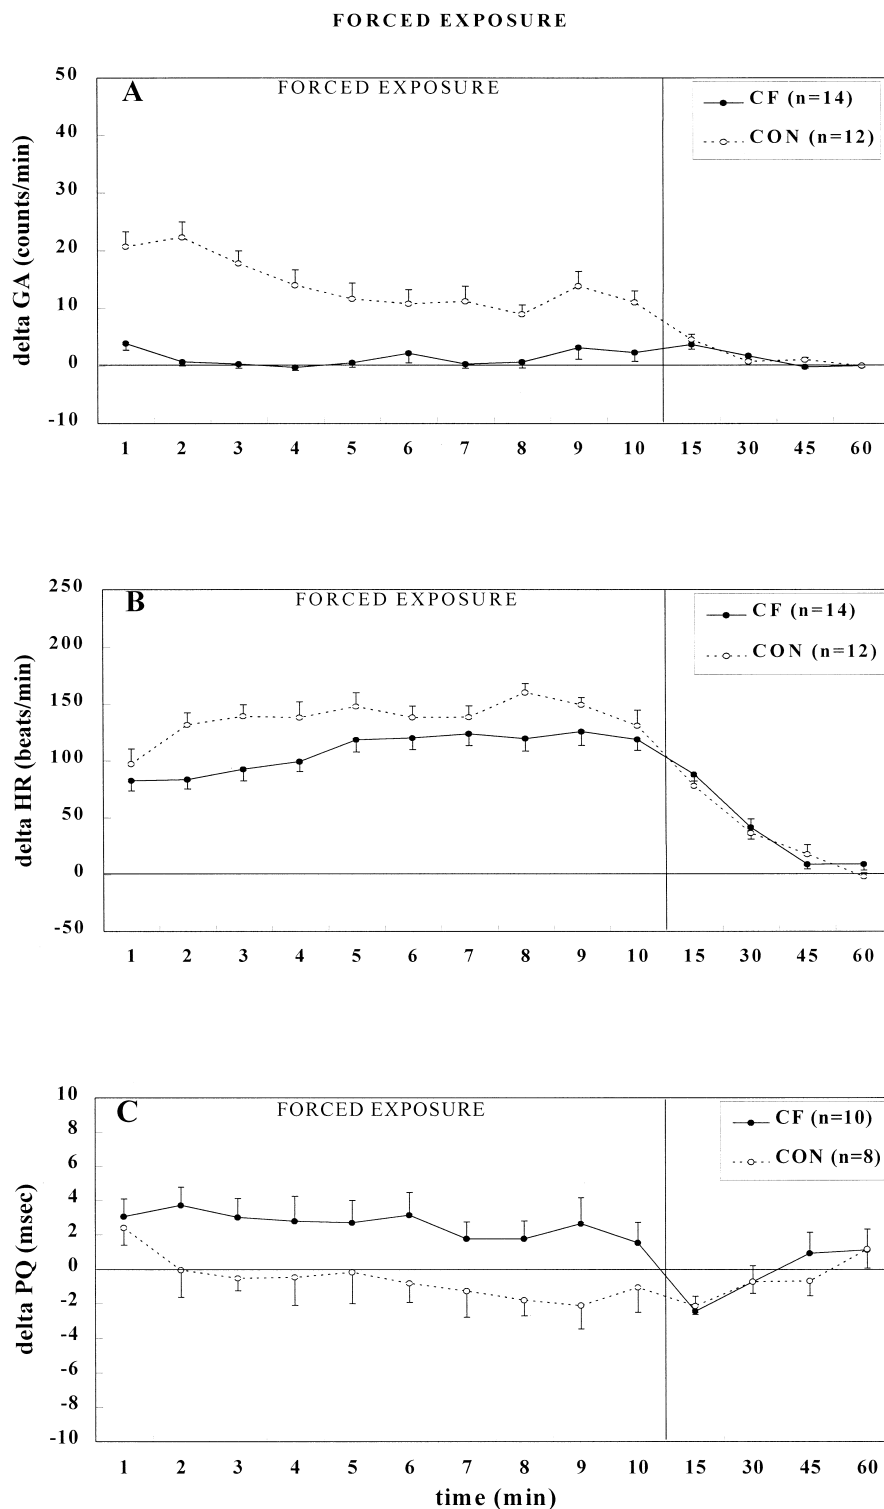 FORCED EXPOSURE
A
FORCED EXPOSURE
CF (n=14)
CON (n=12)
delta GA (counts/min)
50
40
30
20
10
0
-10
1 2 3 4 5 6 7 8 9 10 15 30 45 60
B
FORCED EXPOSURE
CF (n=14)
CON (n=12)
delta HR (beats/min)
250
200
150
100
50
0
-50
1 2 3 4 5 6 7 8 9 10 15 30 45 60
C
FORCED EXPOSURE
CF (n=10)
CON (n=8)
delta PQ (msec)
10
8
6
4
2
0
-2
-4
-6
-8
-10
1 2 3 4 5 6 7 8 9 10 15 30 45 60
time (min)